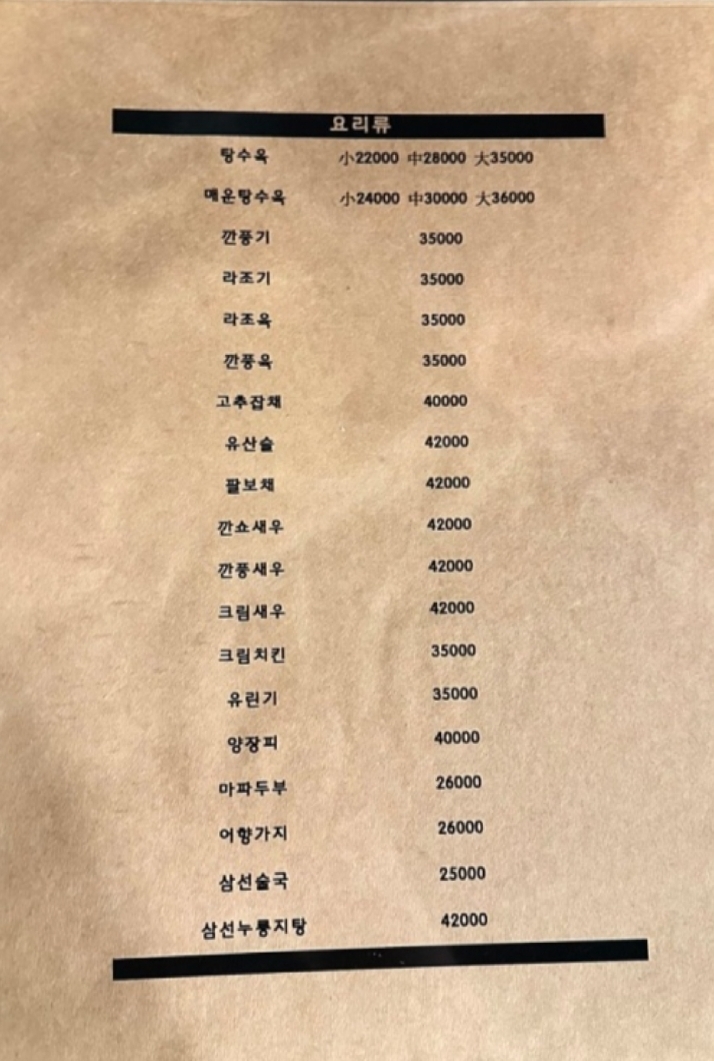 요리류
탕수육 小22000 中28000 大35000
매운탕수육 小24000 中30000 大36000
깐풍기 35000
라조기 35000
라조육 35000
깐풍육 35000
고추잡채 40000
유산슬 42000
팔보채 42000
깐쇼새우 42000
깐풍새우 42000
크림새우 42000
크림치킨 35000
유린기 35000
양장피 40000
마파두부 26000
어향가지 26000
삼선술국 25000
삼선누룽지탕 42000